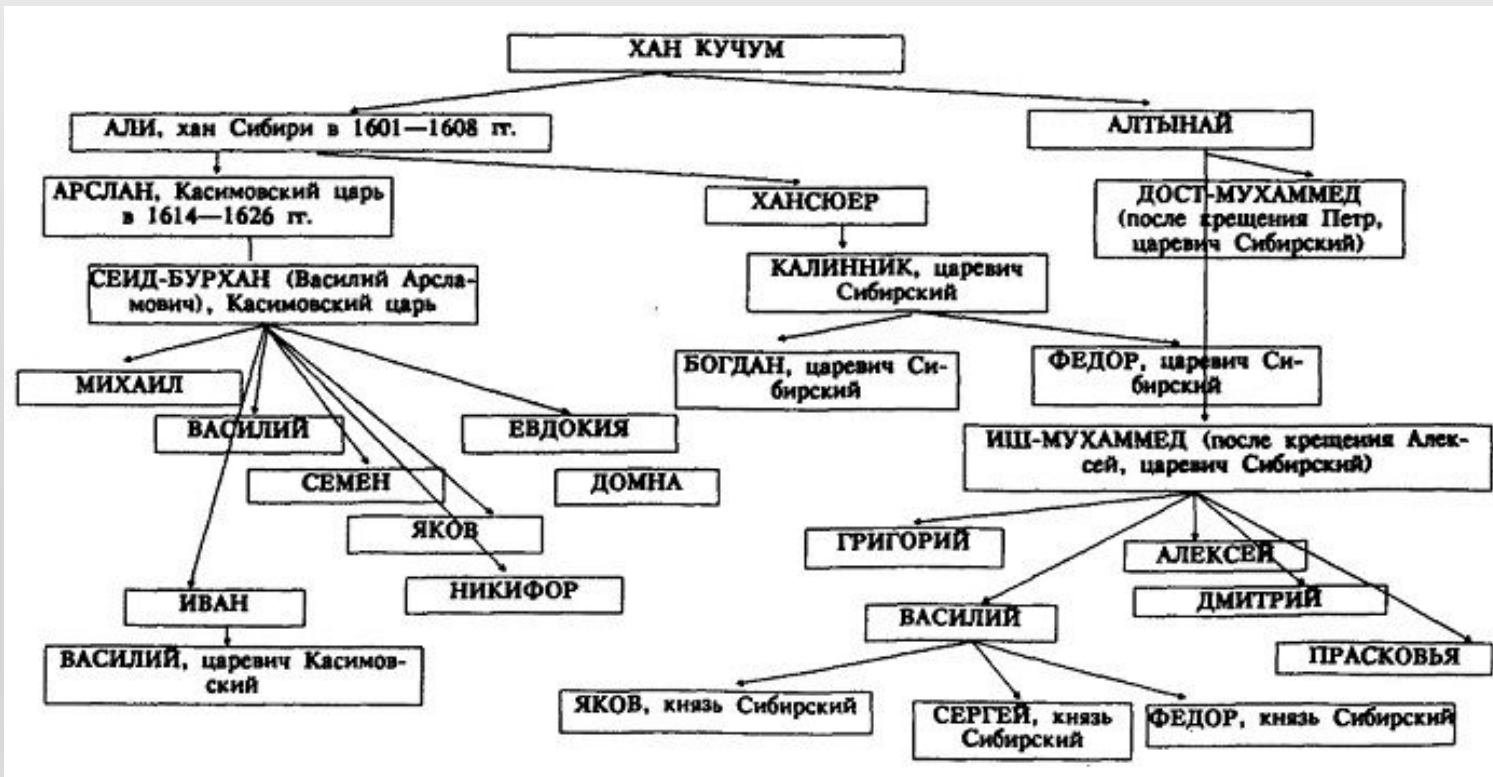 ХАН КУЧУМ
АЛИ, хан Сибири в 1601—1608 гг.
АЛТЫНАЙ
АРСЛАН, Касимовский царь
в 1614—1626 гг.
ХАНСЮЕР
ДОСТ-МУХАММЕД
(после крещения Петр,
царевич Сибирский)
СЕИД-БУРХАН (Василий Арсла-
мович), Касимовский царь
КАЛИННИК, царевич
Сибирский
МИХАИЛ
БОГДАН, царевич Си-
бирский
ФЕДОР, царевич Си-
бирский
ВАСИЛИЙ
ЕВДОКИЯ
ИШ-МУХАММЕД (после крещения Алек-
сей, царевич Сибирский)
СЕМЕН
ДОМНА
ЯКОВ
ГРИГОРИЙ
АЛЕКСЕЙ
НИКИФОР
ИВАН
ДМИТРИЙ
ВАСИЛИЙ
ВАСИЛИЙ, царевич Касимов-
ский
ПРАСКОВЬЯ
ЯКОВ, князь Сибирский
СЕРГЕЙ, князь
Сибирский
ФЕДОР, князь Сибирский